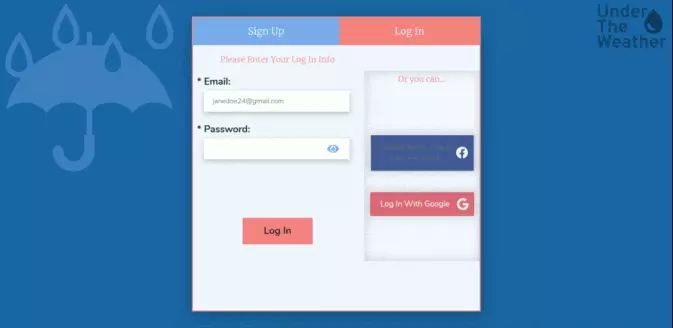 Under
The
Weather
Sign Up
Log In
Please Enter Your Log In Info
Or you can...
* Email:
janedoe24@gmail.com
* Password:
Log In With Google
Log In